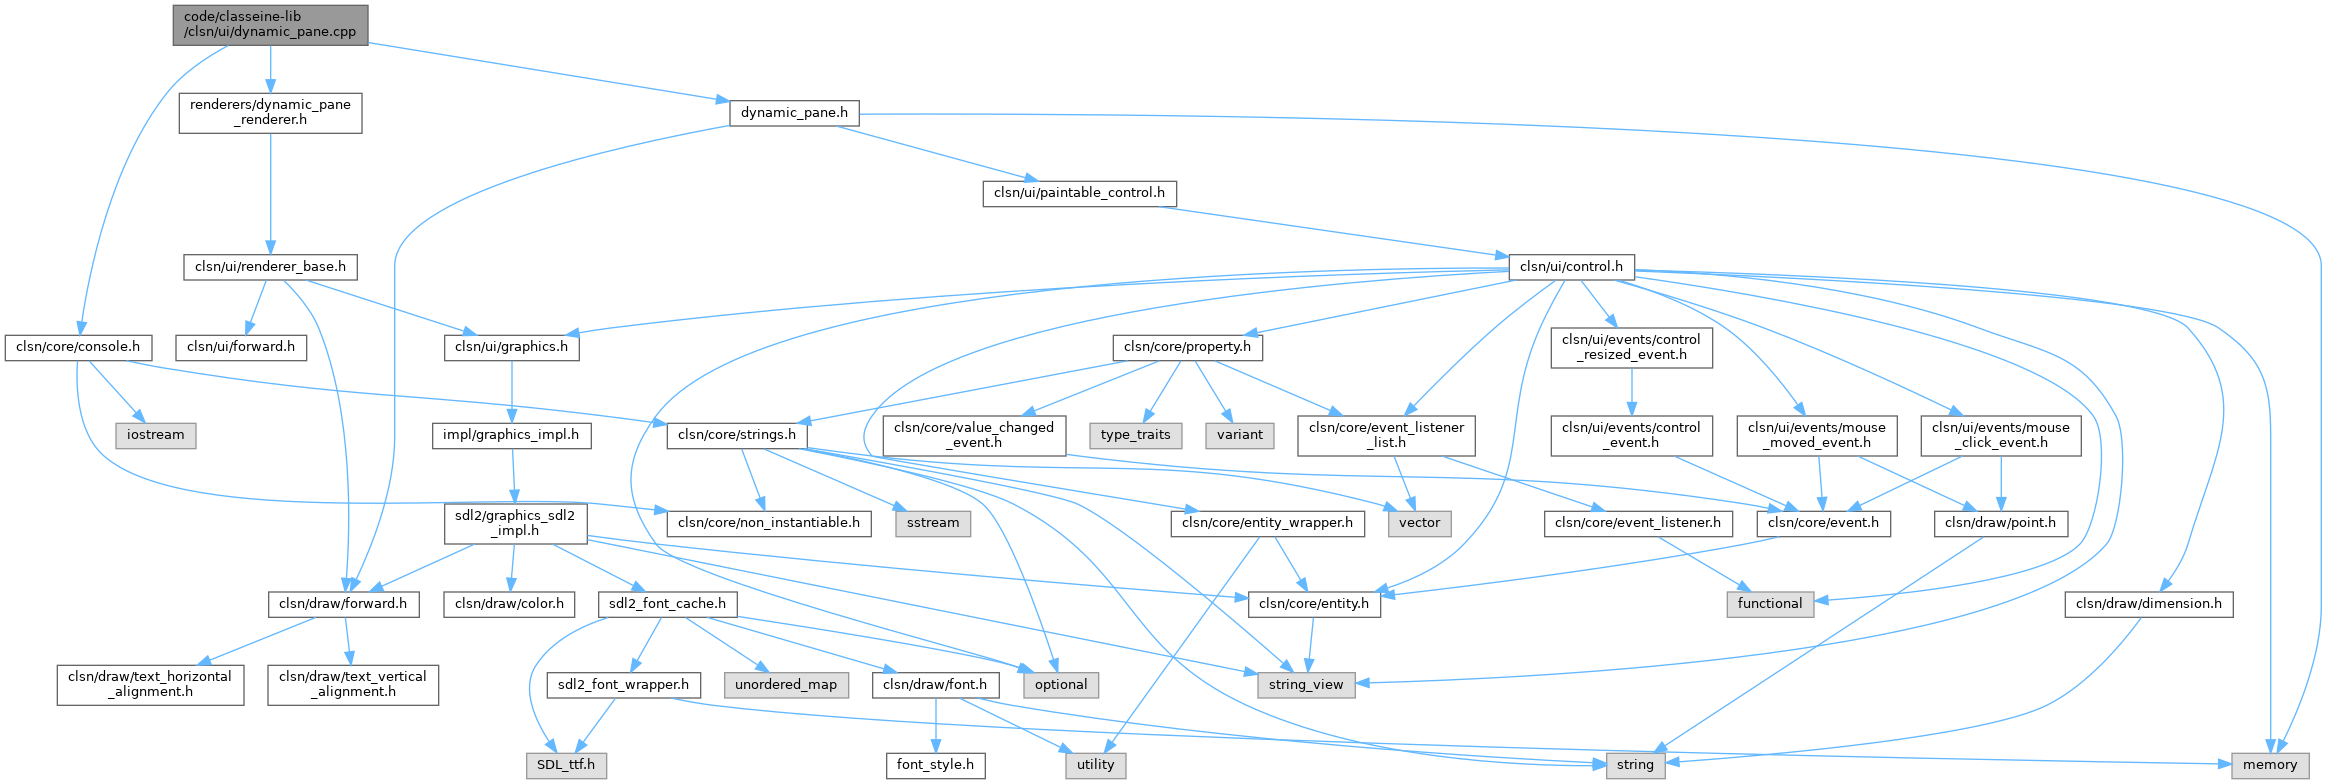 code/classeine-lib
/clsn/ui/dynamic_pane.cpp
renderers/dynamic_pane
_renderer.h
dynamic_pane.h
clsn/ui/paintable_control.h
clsn/ui/renderer_base.h
clsn/ui/control.h
clsn/core/console.h
clsn/ui/forward.h
clsn/ui/graphics.h
clsn/core/property.h
clsn/ui/events/control
_resized_event.h
iostream
impl/graphics_impl.h
clsn/core/strings.h
clsn/core/value_changed
_event.h
type_traits
variant
clsn/core/event_listener
_list.h
clsn/ui/events/control
_event.h
clsn/ui/events/mouse
_moved_event.h
clsn/ui/events/mouse
_click_event.h
sdl2/graphics_sdl2
_impl.h
clsn/core/non_instantiable.h
sstream
clsn/core/entity_wrapper.h
vector
clsn/core/event_listener.h
clsn/core/event.h
clsn/draw/point.h
clsn/draw/forward.h
clsn/draw/color.h
sdl2_font_cache.h
clsn/core/entity.h
functional
clsn/draw/dimension.h
clsn/draw/text_horizontal
_alignment.h
clsn/draw/text_vertical
_alignment.h
sdl2_font_wrapper.h
unordered_map
clsn/draw/font.h
optional
string_view
SDL_ttf.h
font_style.h
utility
string
memory